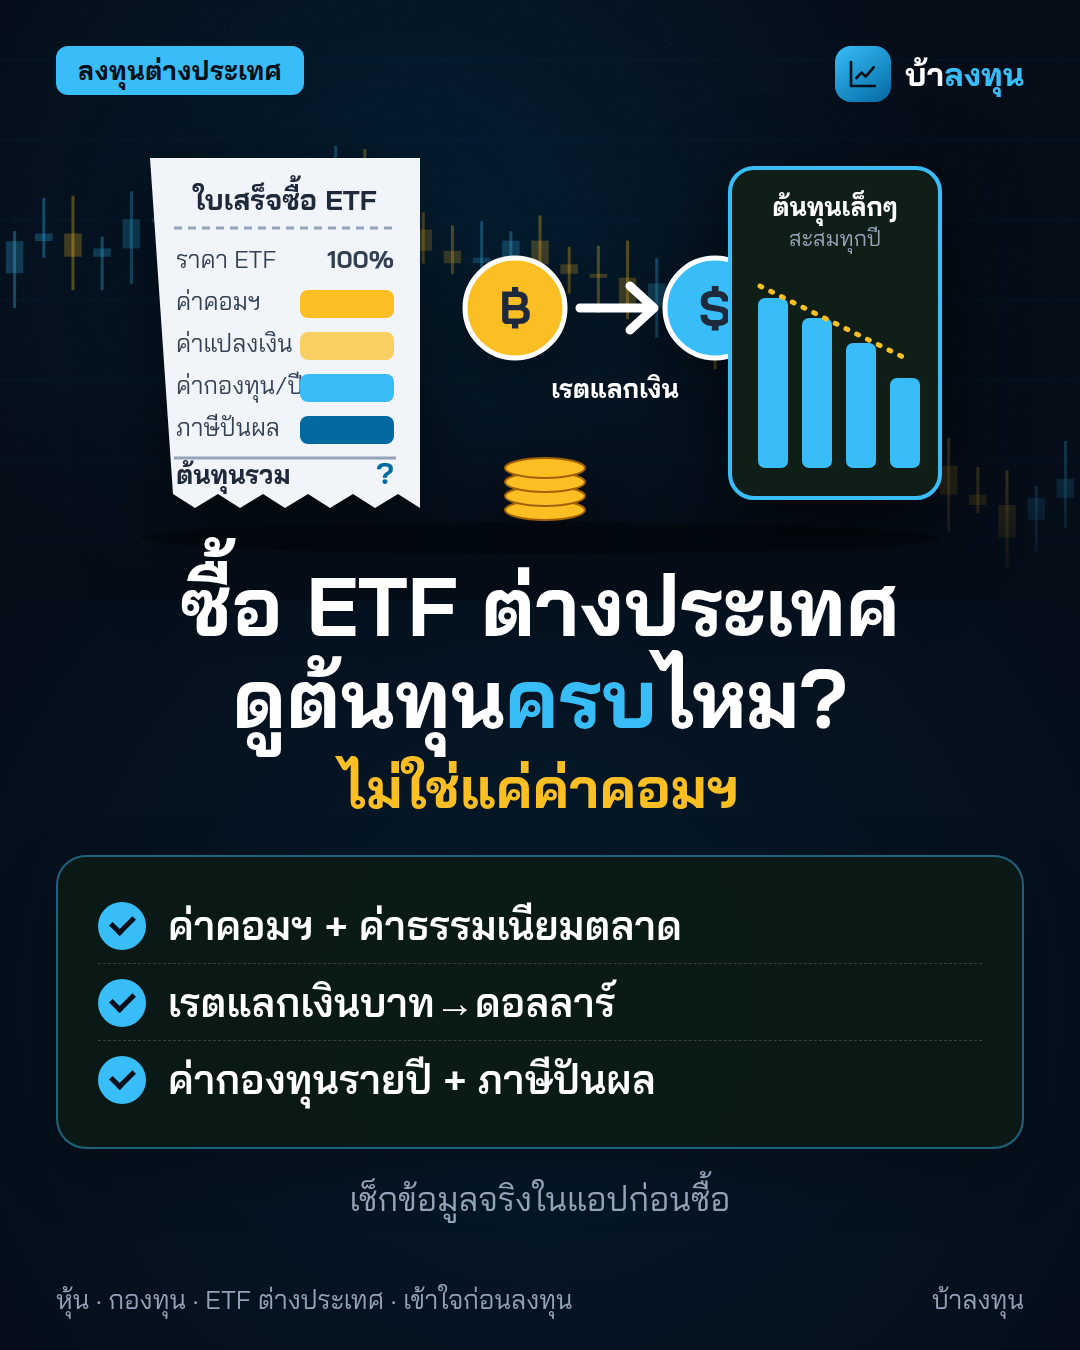 ลงทุนต่างประเทศ
บ้าลงทุน
ใบเสร็จซื้อ ETF
ราคา ETF 100%
ค่าคอมฯ
ค่าแปลงเงิน
ค่ากองทุน/ปี
ภาษีปันผล
ต้นทุนรวม ?
฿ → $
เรตแลกเงิน
ต้นทุนเล็กๆ
สะสมทุกปี
ซื้อ ETF ต่างประเทศ
ดูต้นทุนครบไหม?
ไม่ใช่แค่ค่าคอมฯ
ค่าคอมฯ + ค่าธรรมเนียมตลาด
เรตแลกเงินบาท→ดอลลาร์
ค่ากองทุนรายปี + ภาษีปันผล
เช็กข้อมูลจริงในแอปก่อนซื้อ
หุ้น · กองทุน · ETF ต่างประเทศ · เข้าใจก่อนลงทุน
บ้าลงทุน